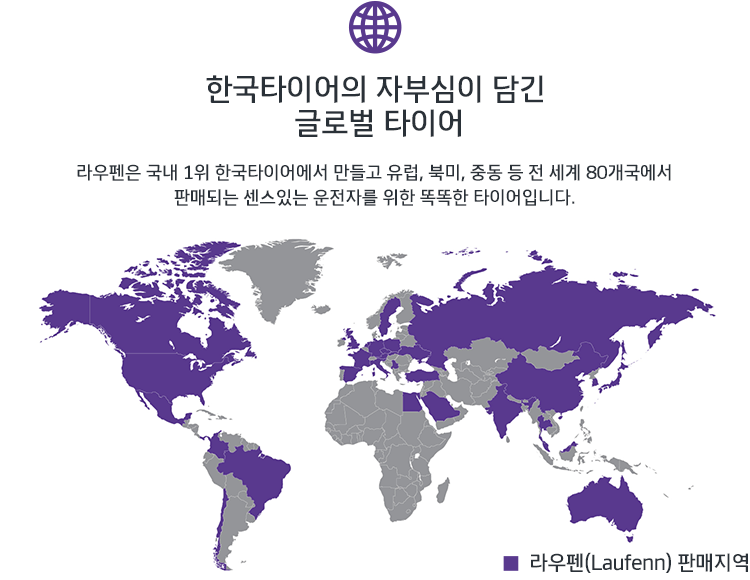 한국타이어의 자부심이 담긴
글로벌 타이어
라우펜은 국내 1위 한국타이어에서 만들고 유럽, 북미, 중동 등 전 세계 80개국에서
판매되는 센스있는 운전자를 위한 똑똑한 타이어입니다.
라우펜(Laufenn) 판매지역